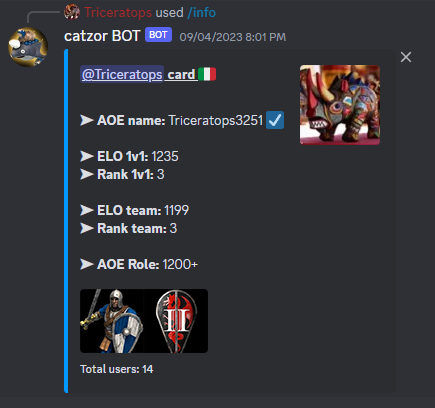 Triceratops used /info
catzor BOT BOT 09/04/2023 8:01 PM
@Triceratops card
➤ AOE name: Triceratops3251
➤ ELO 1v1: 1235
➤ Rank 1v1: 3
➤ ELO team: 1199
➤ Rank team: 3
➤ AOE Role: 1200+
II
Total users: 14